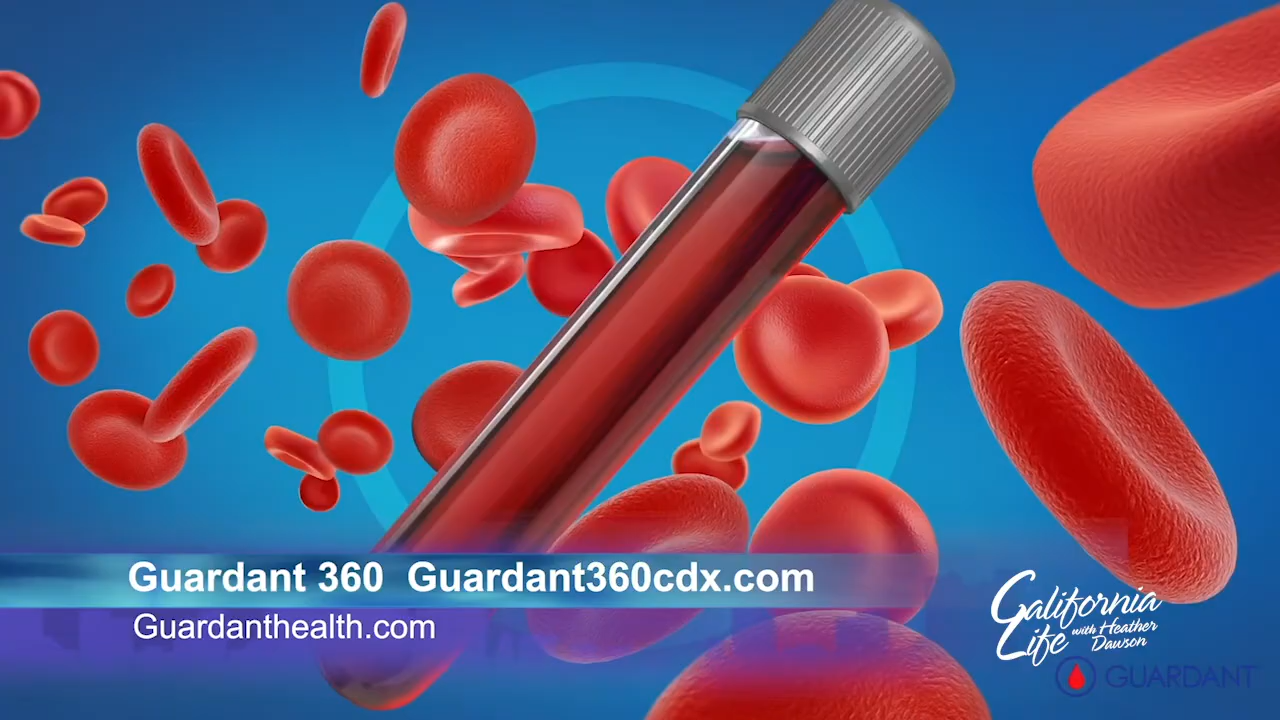 Guardant 360 Guardant360cdx.com
Guardanthealth.com
California
Life with Heather
Dawson
GUARDANT